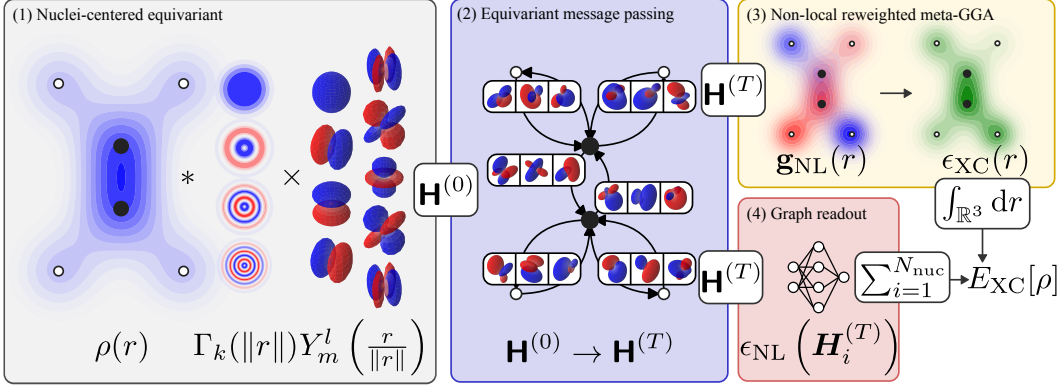 (1) Nuclei-centered equivariant
*
×
ρ(r)
Γ_k(‖r‖)Y_m^l (r/‖r‖)
H^(0)
(2) Equivariant message passing
H^(T)
H^(T)
H^(0) → H^(T)
(3) Non-local reweighted meta-GGA
g_NL(r)
ϵ_XC(r)
∫_ℝ³ dr
(4) Graph readout
∑_{i=1}^{N_nuc}
E_XC[ρ]
ϵ_NL (H_i^(T))